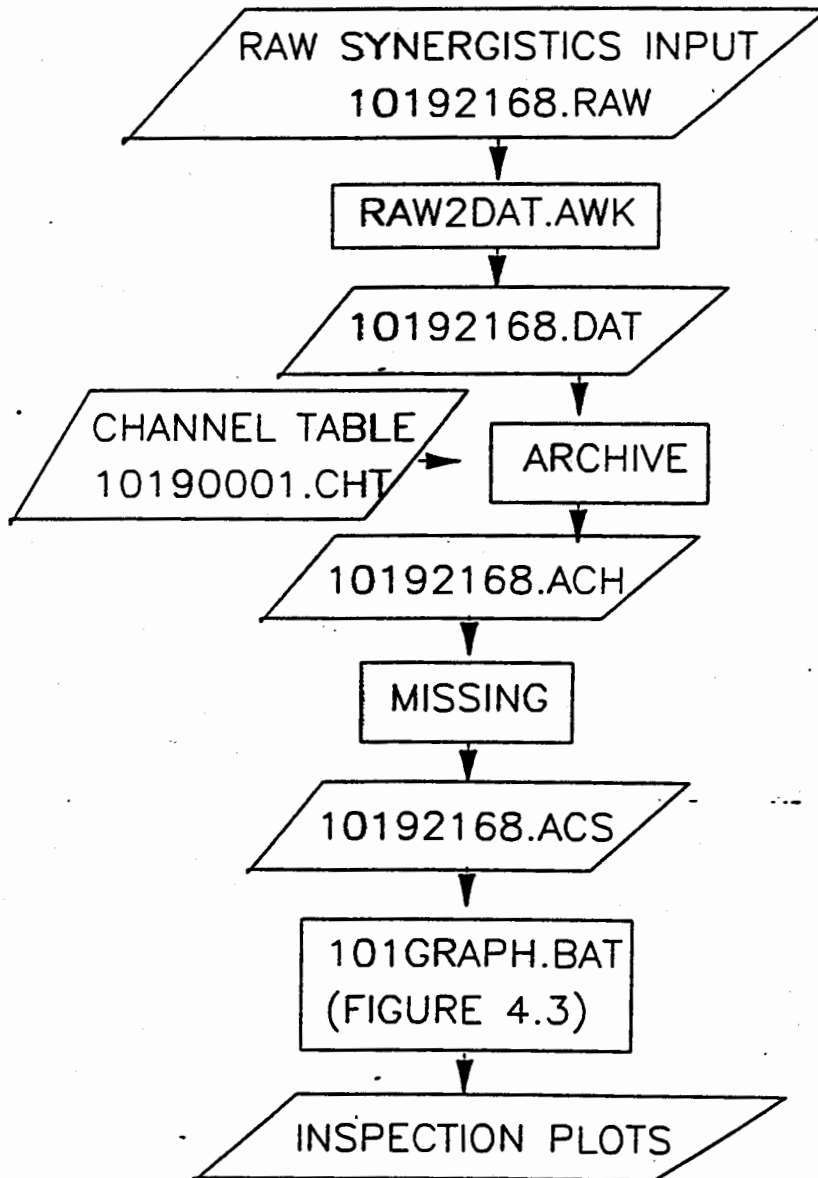 RAW SYNERGISTICS INPUT
10192168.RAW
RAW2DAT.AWK
10192168.DAT
CHANNEL TABLE
10190001.CHT
ARCHIVE
10192168.ACH
MISSING
10192168.ACS
101GRAPH.BAT
(FIGURE 4.3)
INSPECTION PLOTS